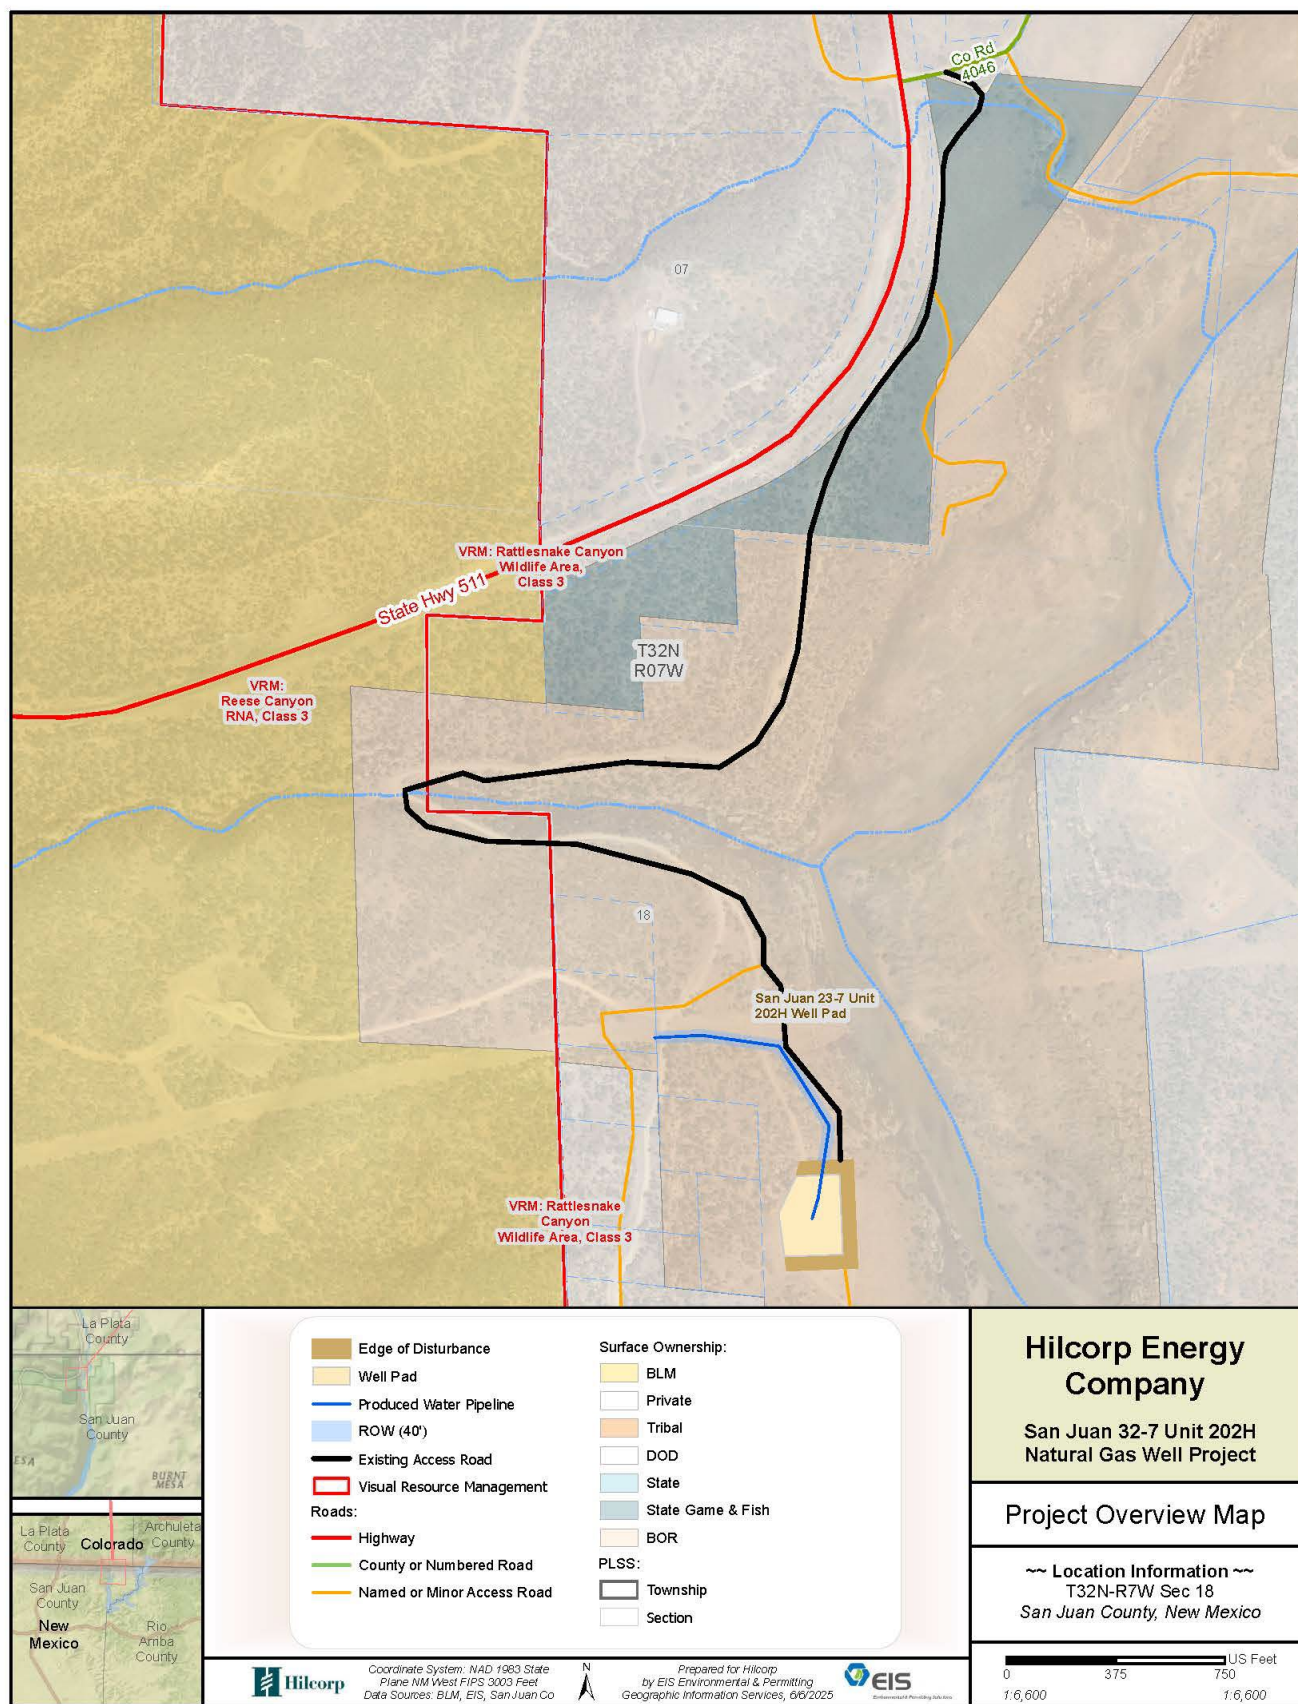 Co Rd
4046
07
VRM: Rattlesnake Canyon
Wildlife Area,
Class 3
State Hwy 511
T32N
R07W
VRM:
Reese Canyon
RNA, Class 3
18
San Juan 23-7 Unit
202H Well Pad
VRM: Rattlesnake
Canyon
Wildlife Area, Class 3
La Plata
County
San Juan
County
ESA
BURNT
MESA
La Plata
County
Colorado
Archuleta
County
San Juan
County
New
Mexico
Rio
Arriba
County
Edge of Disturbance
Well Pad
Produced Water Pipeline
ROW (40')
Existing Access Road
Visual Resource Management
Roads:
Highway
County or Numbered Road
Named or Minor Access Road
Surface Ownership:
BLM
Private
Tribal
DOD
State
State Game & Fish
BOR
PLSS:
Township
Section
Hilcorp Energy
Company
San Juan 32-7 Unit 202H
Natural Gas Well Project
Project Overview Map
~~ Location Information ~~
T32N-R7W Sec 18
San Juan County, New Mexico
US Feet
0 375 750
1:6,600 1:6,600
Hilcorp
Coordinate System: NAD 1983 State
Plane NM West FIPS 3003 Feet
Data Sources: BLM, EIS, San Juan Co
N
Prepared for Hilcorp
by EIS Environmental & Permitting
Geographic Information Services, 6/6/2025
EIS
Environmental & Permitting Solutions